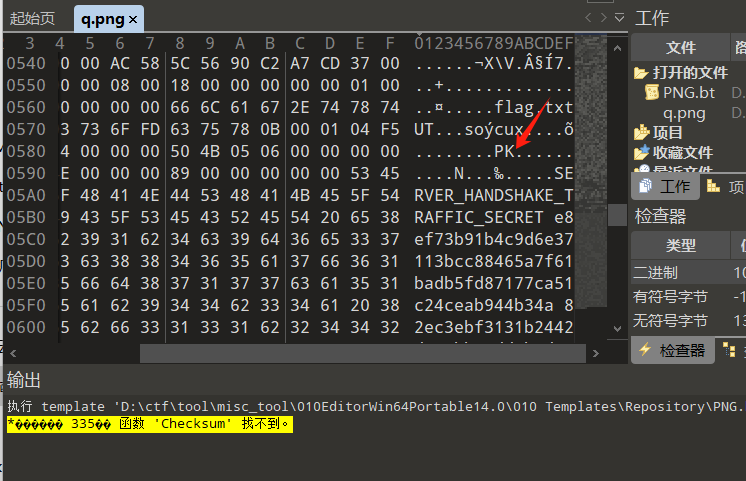 起始页
q.png ×
3 4 5 6 7 8 9 A B C D E F
0123456789ABCDEF
0540 0 00 AC 58 5C 56 90 C2 A7 CD 37 00 ......¬X\V.Â§Í7.
0550 0 00 08 00 18 00 00 00 00 00 01 00 ......+.........
0560 0 00 00 00 66 6C 61 67 2E 74 78 74 ..¤.....flag.txt
0570 3 73 6F FD 63 75 78 0B 00 01 04 F5 UT...soýcux....õ
0580 4 00 00 00 50 4B 05 06 00 00 00 00 .........PK......
0590 E 00 00 00 89 00 00 00 00 00 53 45 ....N...‰.....SE
05A0 F 48 41 4E 44 53 48 41 4B 45 5F 54 RVER_HANDSHAKE_T
05B0 9 43 5F 53 45 43 52 45 54 20 65 38 RAFFIC_SECRET e8
05C0 2 39 31 62 34 63 39 64 36 65 33 37 ef73b91b4c9d6e37
05D0 3 63 38 38 34 36 35 61 37 66 36 31 113bcc88465a7f61
05E0 5 66 64 38 37 31 37 37 63 61 35 31 badb5fd87177ca51
05F0 5 61 62 39 34 34 62 33 34 61 20 38 c24ceab944b34a 8
0600 5 62 66 33 31 33 31 62 32 34 34 32 2ec3ebf3131b2442
工作
文件
打开的文件
PNG.bt D
q.png D:
项目
收藏文件
最近文件
工作
项
检查器
类型
二进制 10
有符号字节 -1
无符号字节 13
检查器
输出
执行 template 'D:\ctf\tool\misc_tool\010EditorWin64Portable14.0\010 Templates\Repository\PNG.
*������ 335�� 函数 'Checksum' 找不到。